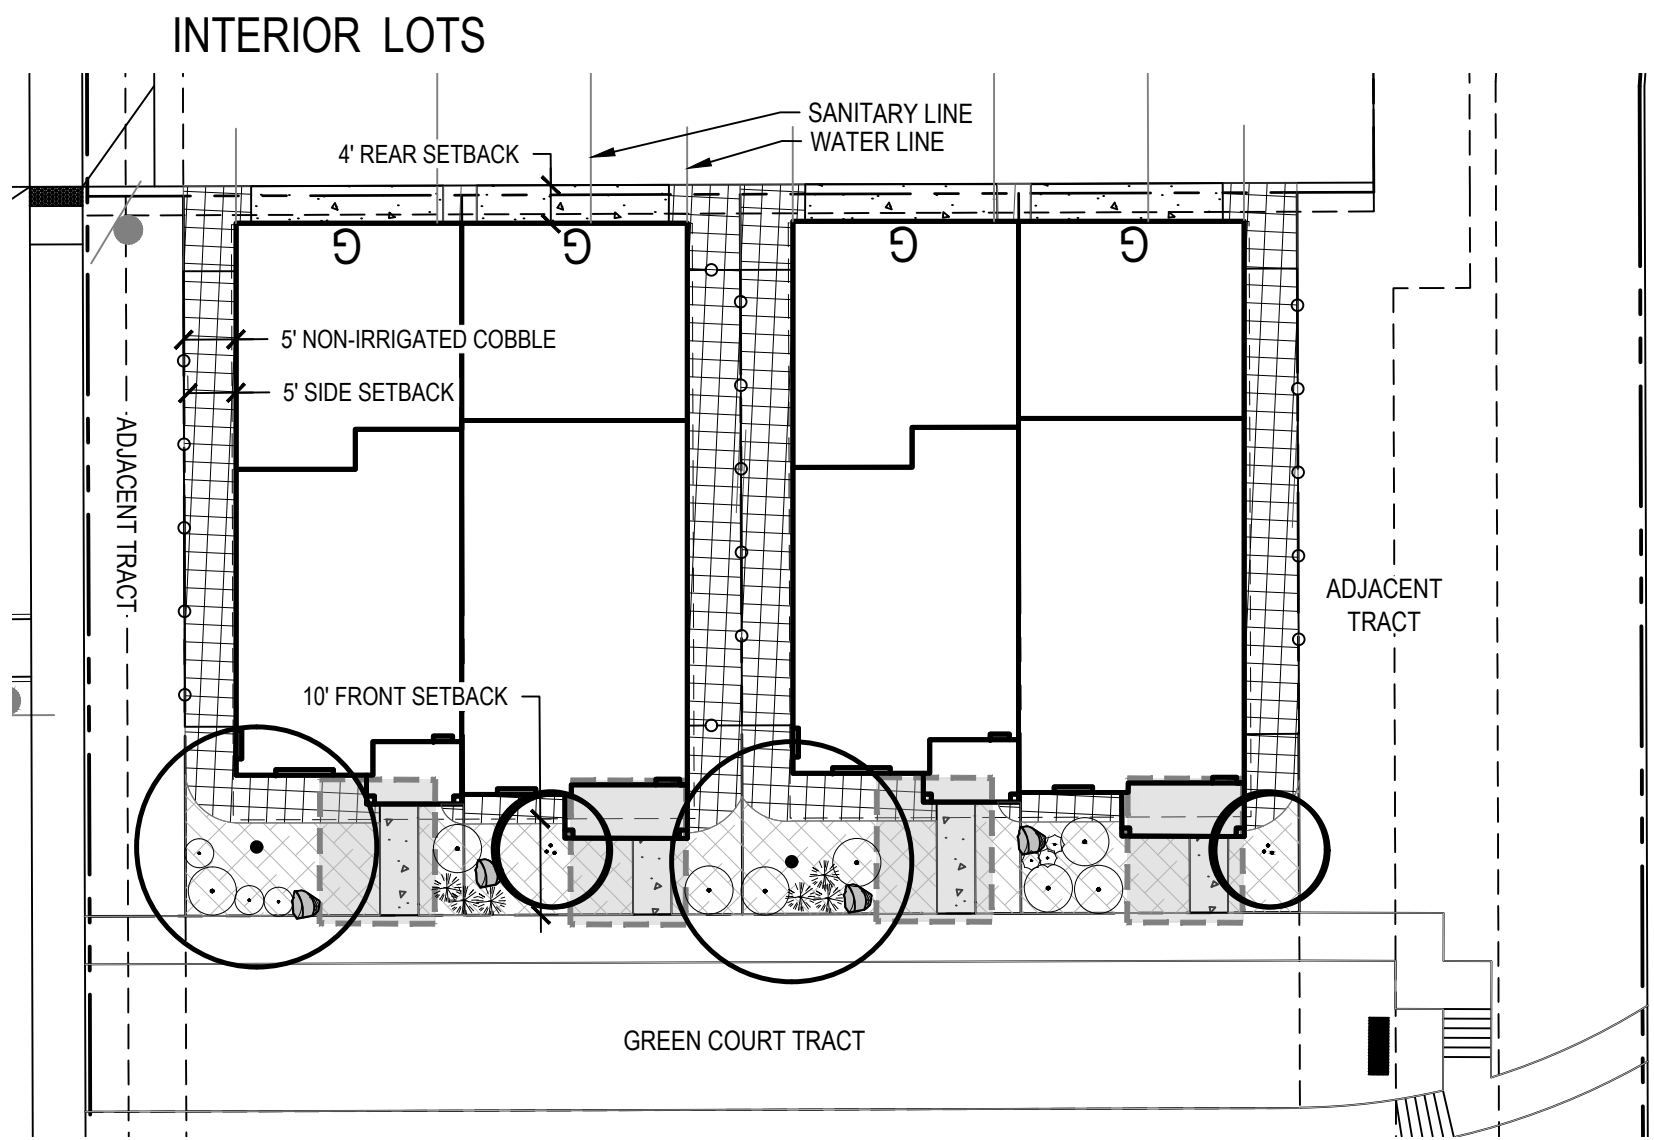 INTERIOR LOTS
SANITARY LINE
WATER LINE
4' REAR SETBACK
G
G
G
G
5' NON-IRRIGATED COBBLE
5' SIDE SETBACK
ADJACENT TRACT
ADJACENT
TRACT
10' FRONT SETBACK
GREEN COURT TRACT